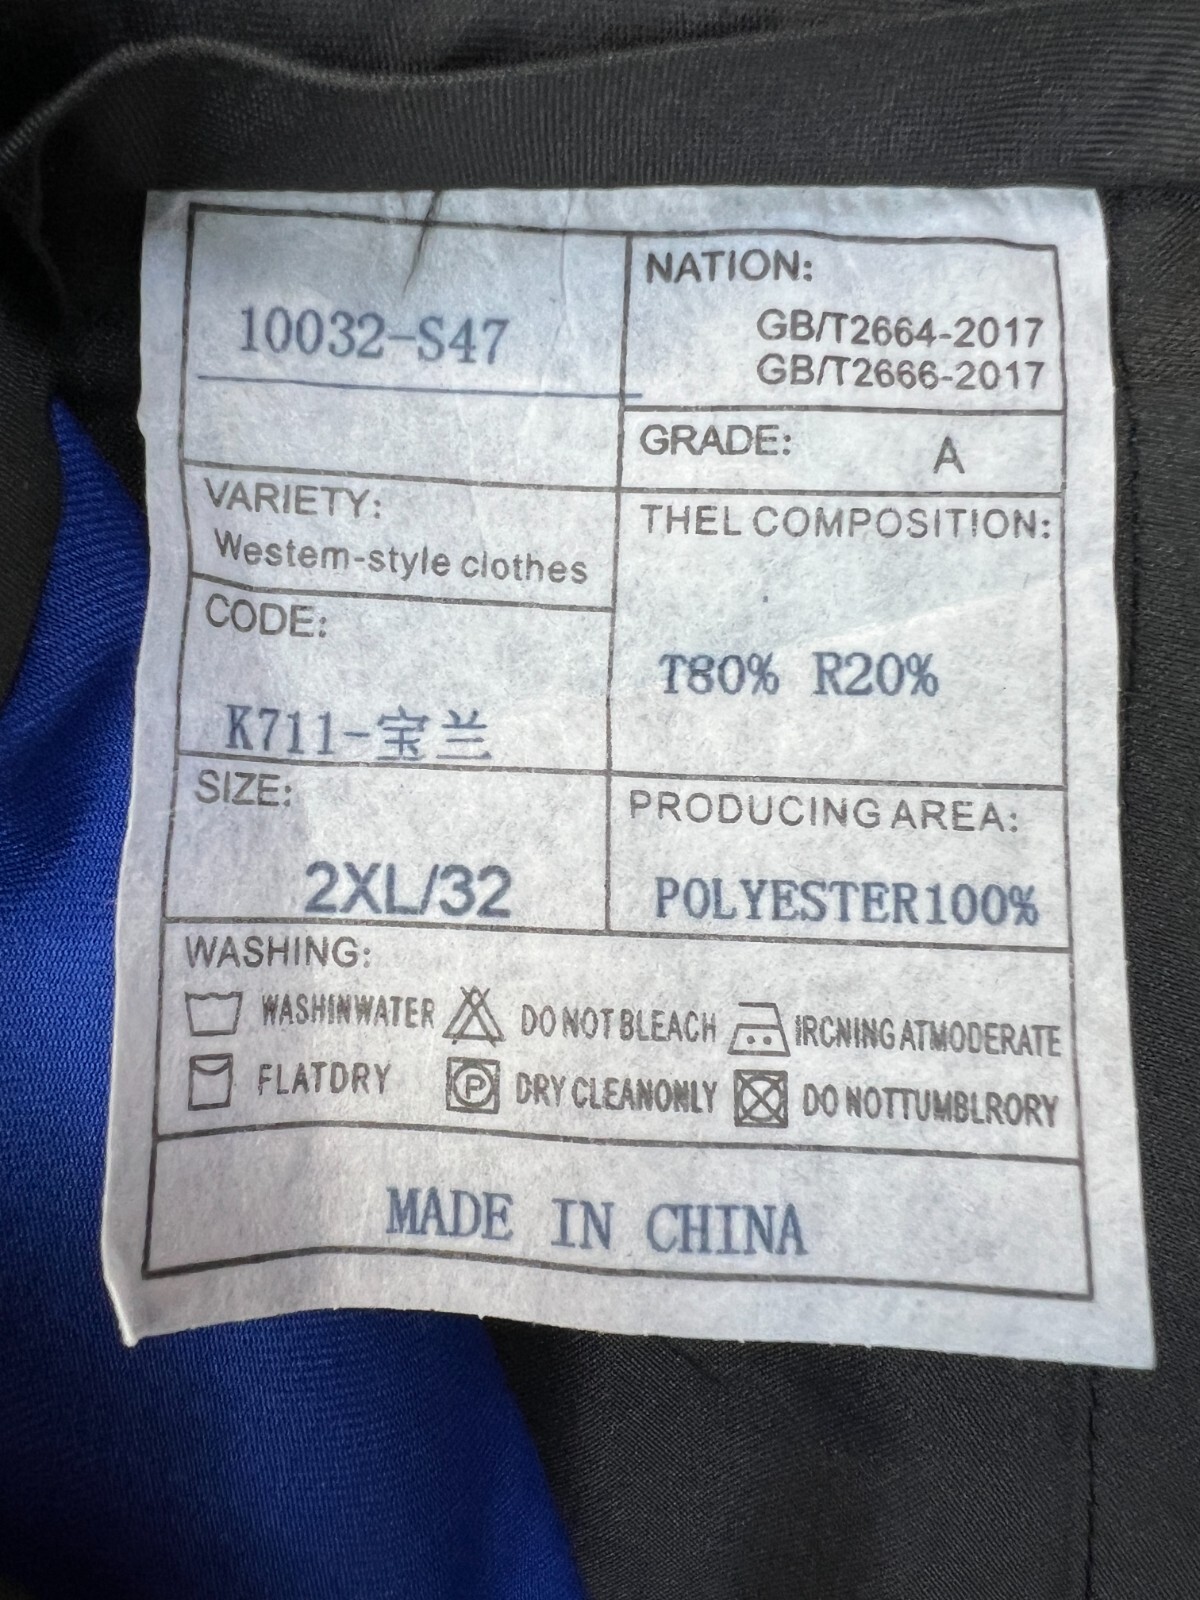 10032-S47
NATION:
GB/T2664-2017
GB/T2666-2017
GRADE: A
VARIETY:
Westem-style clothes
THEL COMPOSITION:
T80% R20%
CODE:
K711-宝兰
SIZE:
2XL/32
PRODUCING AREA:
POLYESTER100%
WASHING:
WASHINWATER DO NOT BLEACH IRCNING ATMODERATE
FLATDRY P DRY CLEANONLY DO NOTTUMBLRORY
MADE IN CHINA